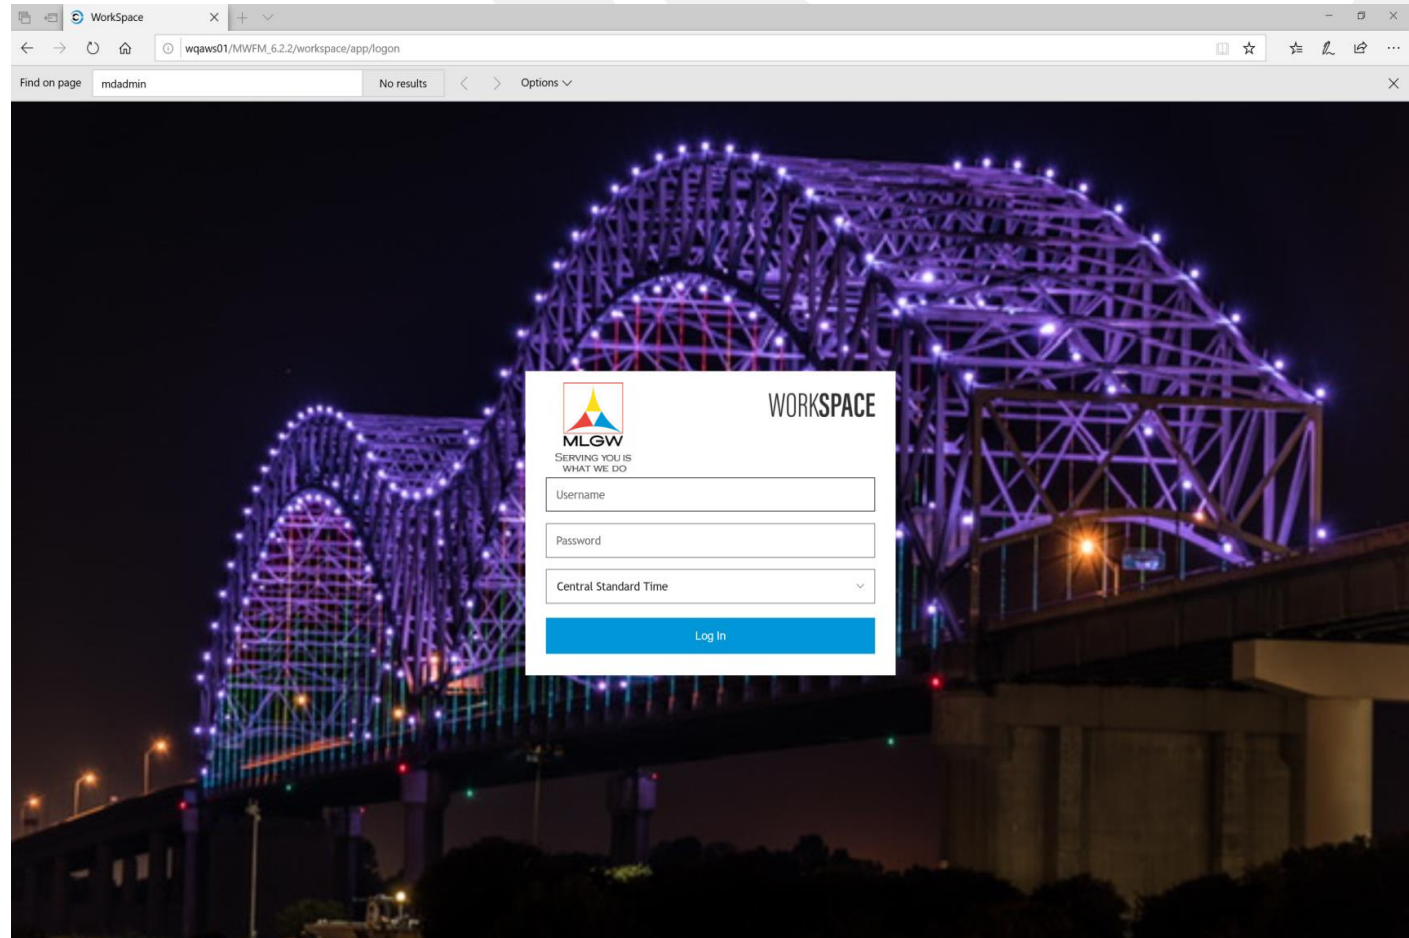 WorkSpace
wqaws01/MWFM_6.2.2/workspace/app/logon
Find on page
mdadmin
No results
Options
MLGW
SERVING YOU IS
WHAT WE DO
WORKSPACE
Username
Password
Central Standard Time
Log In